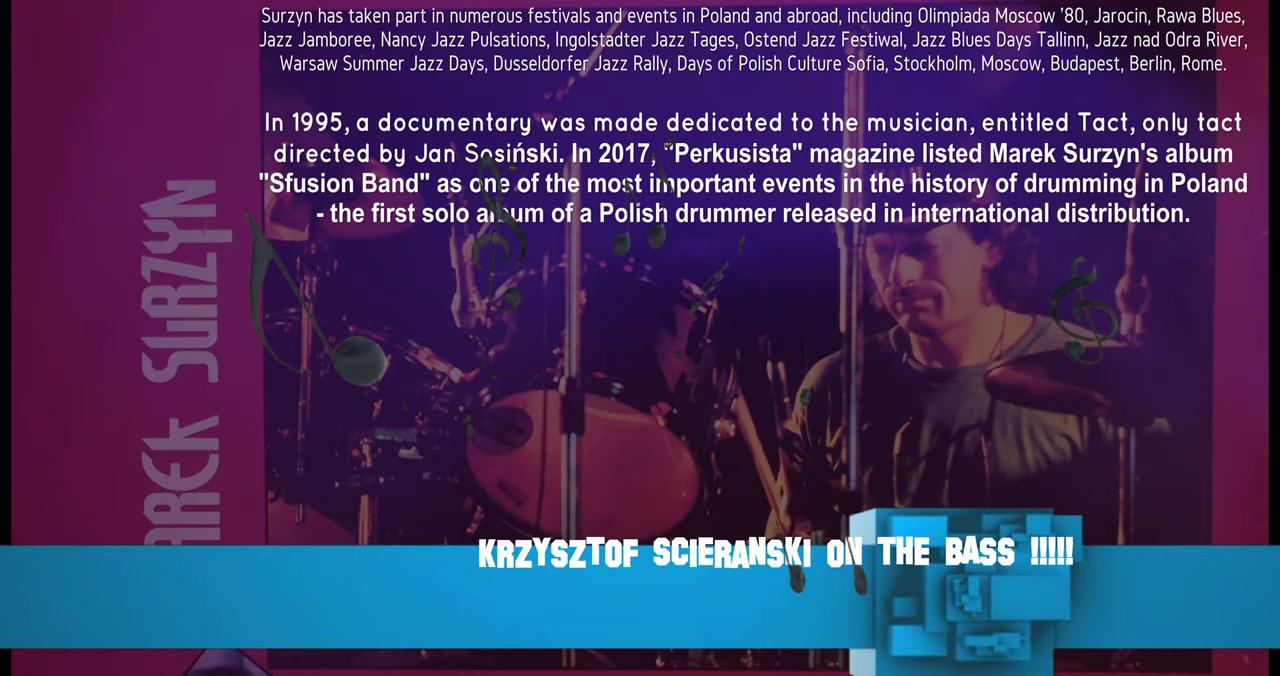 Surzyn has taken part in numerous festivals and events in Poland and abroad, including Olimpiada Moscow '80, Jarocin, Rawa Blues,
Jazz Jamboree, Nancy Jazz Pulsations, Ingolstadter Jazz Tages, Ostend Jazz Festiwal, Jazz Blues Days Tallinn, Jazz nad Odra River,
Warsaw Summer Jazz Days, Dusseldorfer Jazz Rally, Days of Polish Culture Sofia, Stockholm, Moscow, Budapest, Berlin, Rome.
In 1995, a documentary was made dedicated to the musician, entitled Tact, only tact
directed by Jan Sosiński. In 2017, "Perkusista" magazine listed Marek Surzyn's album
"Sfusion Band" as one of the most important events in the history of drumming in Poland
- the first solo album of a Polish drummer released in international distribution.
AREK SURZYN
KRZYSZTOF SCIERANSKI ON THE BASS !!!!!